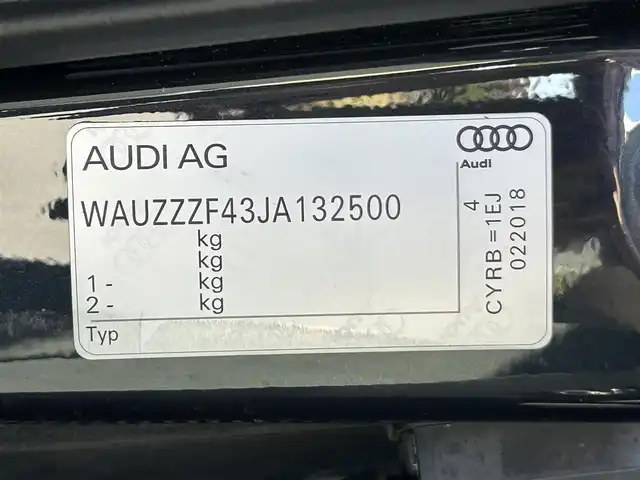 AUDI AG
Audi
WAUZZZF43JA132500
kg
kg
1 - kg
2 - kg
Typ
4
CYRB = 1EJ
022018